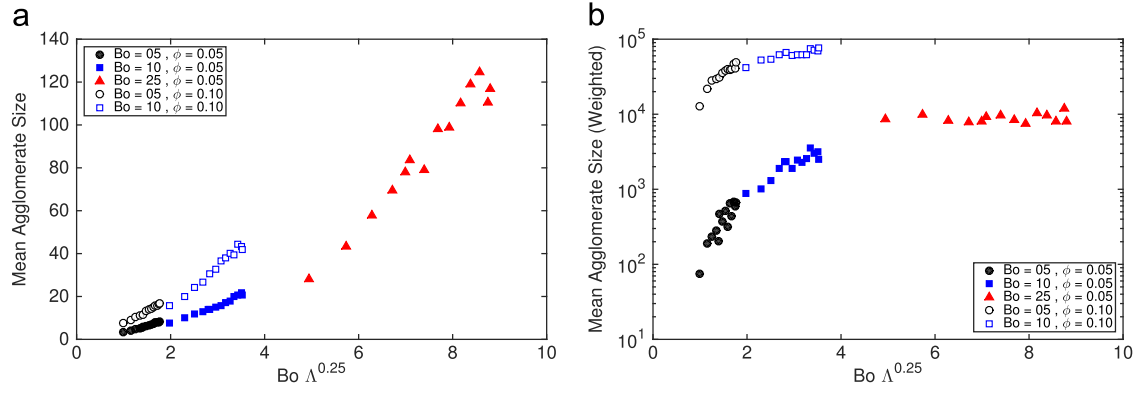 a
140
120
100
80
60
40
20
0
Mean Agglomerate Size
Bo = 05 , ϕ = 0.05
Bo = 10 , ϕ = 0.05
Bo = 25 , ϕ = 0.05
Bo = 05 , ϕ = 0.10
Bo = 10 , ϕ = 0.10
0 2 4 6 8 10
Bo Λ^0.25
b
10^5
10^4
10^3
10^2
10^1
Mean Agglomerate Size (Weighted)
Bo = 05 , ϕ = 0.05
Bo = 10 , ϕ = 0.05
Bo = 25 , ϕ = 0.05
Bo = 05 , ϕ = 0.10
Bo = 10 , ϕ = 0.10
0 2 4 6 8 10
Bo Λ^0.25